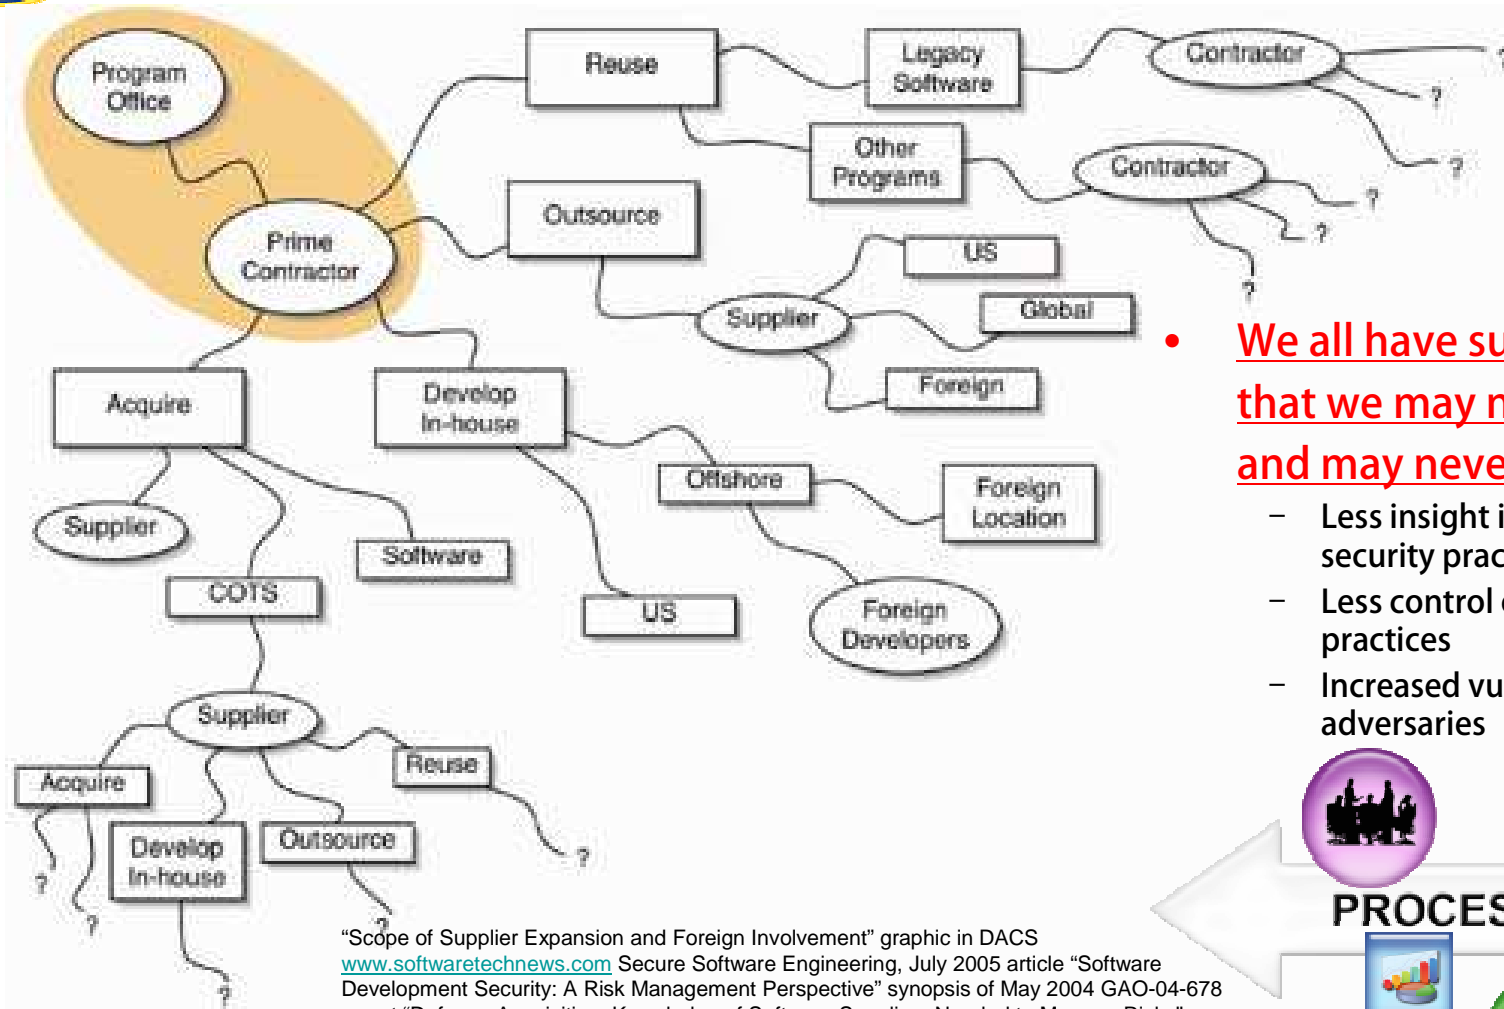 Program
Office
Prime
Contractor
Reuse
Legacy
Software
Contractor
?
?
?
Other
Programs
Contractor
?
?
?
Outsource
Supplier
US
Global
Foreign
Acquire
Supplier
COTS
Software
Develop
In-house
Offshore
Foreign
Location
Foreign
Developers
US
Supplier
Acquire
?
?
Develop
In-house
?
Outsource
?
Reuse
?
• We all have su
that we may n
and may neve
– Less insight i
security prac
– Less control
practices
– Increased vu
adversaries
PROCES
“Scope of Supplier Expansion and Foreign Involvement” graphic in DACS
www.softwaretechnews.com Secure Software Engineering, July 2005 article “Software
Development Security: A Risk Management Perspective” synopsis of May 2004 GAO-04-678